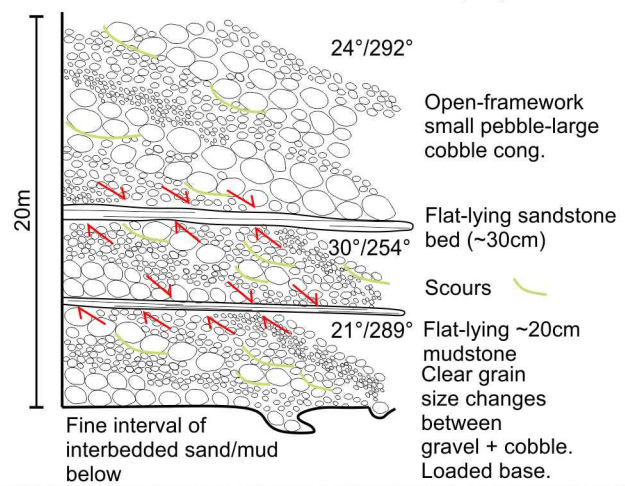 24°/292°
Open-framework
small pebble-large
cobble cong.
20m
Flat-lying sandstone
bed (~30cm)
30°/254°
Scours
21°/289°
Flat-lying ~20cm
mudstone
Clear grain
size changes
between
gravel + cobble.
Loaded base.
Fine interval of
interbedded sand/mud
below